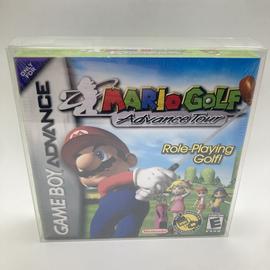 ONLY FOR
GAME BOY ADVANCE
MARIO GOLF
Advance Tour
Role-Playing
Golf!
Nintendo
E